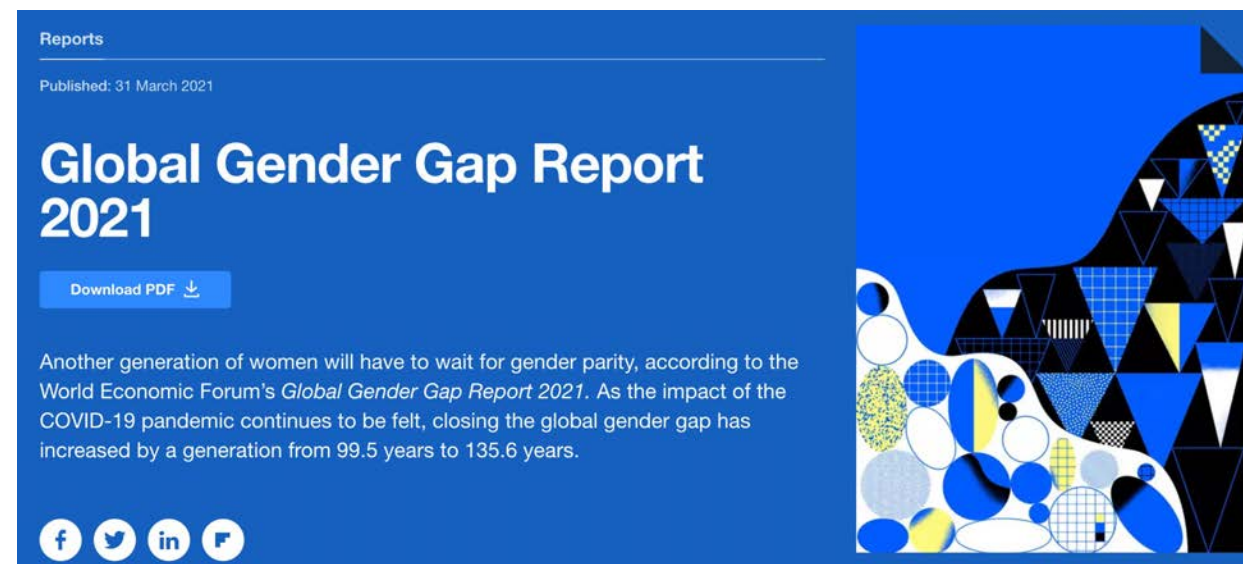 Reports
Published: 31 March 2021
Global Gender Gap Report
2021
Download PDF
Another generation of women will have to wait for gender parity, according to the
World Economic Forum's Global Gender Gap Report 2021. As the impact of the
COVID-19 pandemic continues to be felt, closing the global gender gap has
increased by a generation from 99.5 years to 135.6 years.